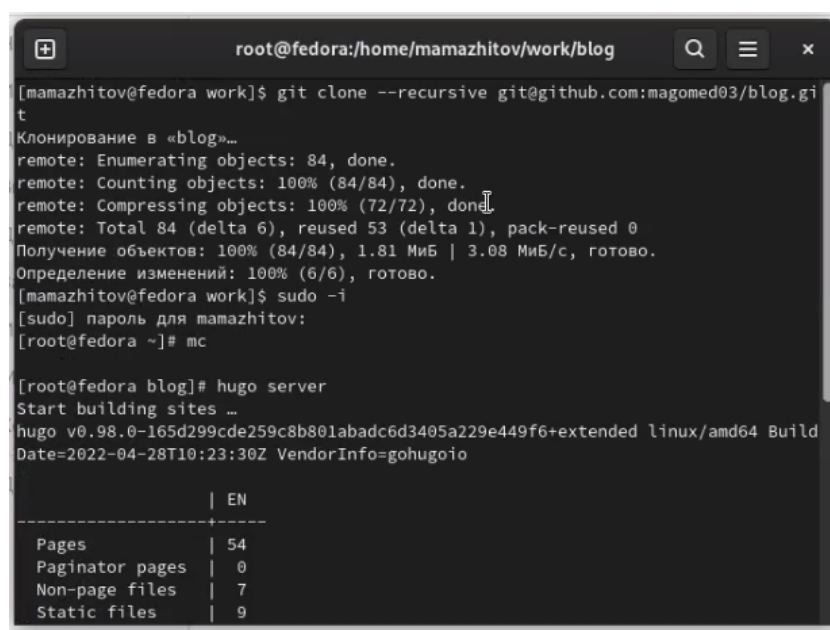 root@fedora:/home/mamazhitov/work/blog
[mamazhitov@fedora work]$ git clone --recursive git@github.com:magomed03/blog.gi
t
Клонирование в «blog»…
remote: Enumerating objects: 84, done.
remote: Counting objects: 100% (84/84), done.
remote: Compressing objects: 100% (72/72), done.
remote: Total 84 (delta 6), reused 53 (delta 1), pack-reused 0
Получение объектов: 100% (84/84), 1.81 МиБ | 3.08 МиБ/с, готово.
Определение изменений: 100% (6/6), готово.
[mamazhitov@fedora work]$ sudo -i
[sudo] пароль для mamazhitov:
[root@fedora ~]# mc
[root@fedora blog]# hugo server
Start building sites …
hugo v0.98.0-165d299cde259c8b801abadc6d3405a229e449f6+extended linux/amd64 Build
Date=2022-04-28T10:23:30Z VendorInfo=gohugoio
| EN
-------------------+-----
Pages | 54
Paginator pages | 0
Non-page files | 7
Static files | 9